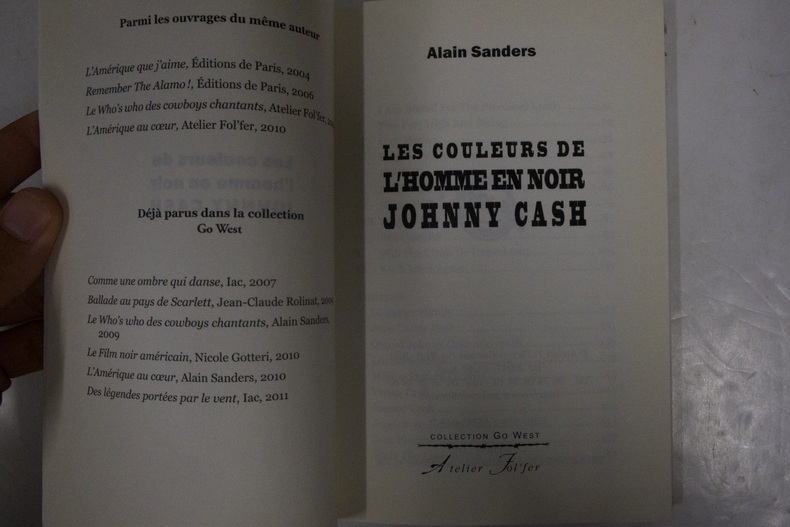 Parmi les ouvrages du même auteur
L'Amérique que j'aime, Éditions de Paris, 2004
Remember The Alamo !, Éditions de Paris, 2006
Le Who's who des cowboys chantants, Atelier Fol'fer,
L'Amérique au cœur, Atelier Fol'fer, 2010
Déjà parus dans la collection
Go West
Comme une ombre qui danse, Iac, 2007
Ballade au pays de Scarlett, Jean-Claude Rolinat,
Le Who's who des cowboys chantants, Alain Sanders,
2009
Le Film noir américain, Nicole Gotteri, 2010
L'Amérique au cœur, Alain Sanders, 2010
Des légendes portées par le vent, Iac, 2011
Alain Sanders
LES COULEURS DE
L'HOMME EN NOIR
JOHNNY CASH
COLLECTION GO WEST
Atelier Fol'fer